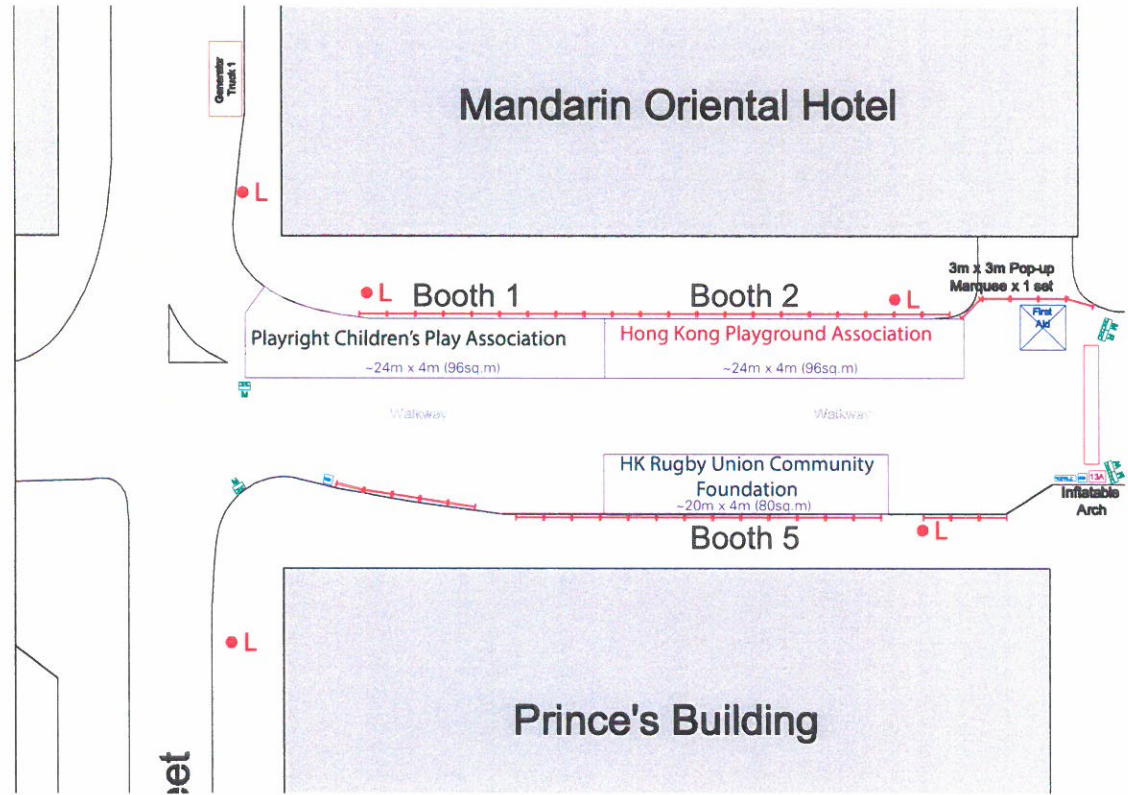 Generator
Truck 1
Mandarin Oriental Hotel
L
3m x 3m Pop-up
Marquee x 1 set
L
Booth 1
Booth 2
L
First
Aid
Playright Children's Play Association
Hong Kong Playground Association
~24m x 4m (96sq.m)
~24m x 4m (96sq.m)
Walkway
Walkway
HK Rugby Union Community
Foundation
~20m x 4m (80sq.m)
13A
Inflatable
Arch
Booth 5
L
L
Prince's Building
eet